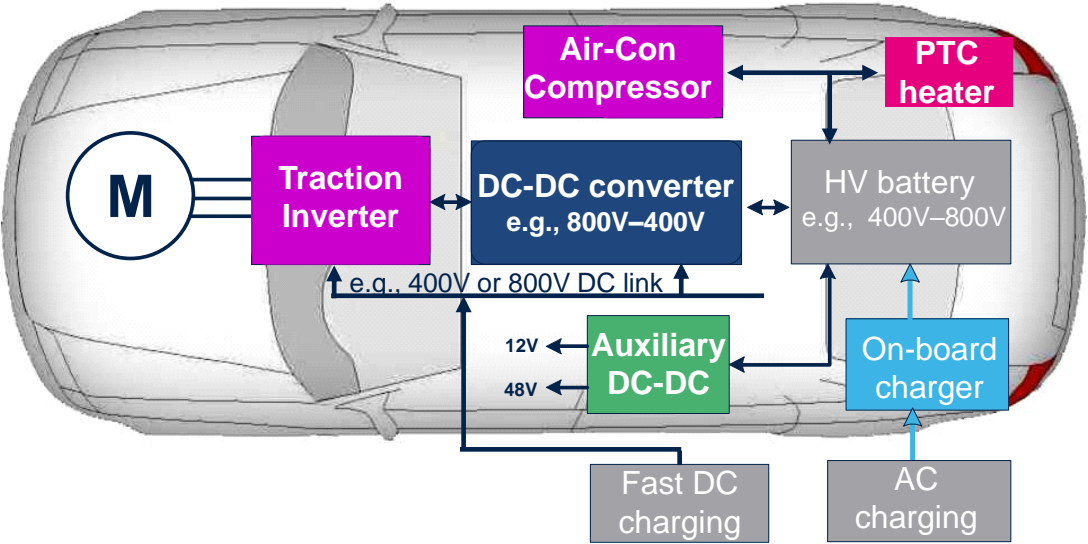 Air-Con
Compressor
PTC
heater
M
Traction
Inverter
DC-DC converter
e.g., 800V–400V
HV battery
e.g., 400V–800V
e.g., 400V or 800V DC link
12V
48V
Auxiliary
DC-DC
On-board
charger
Fast DC
charging
AC
charging